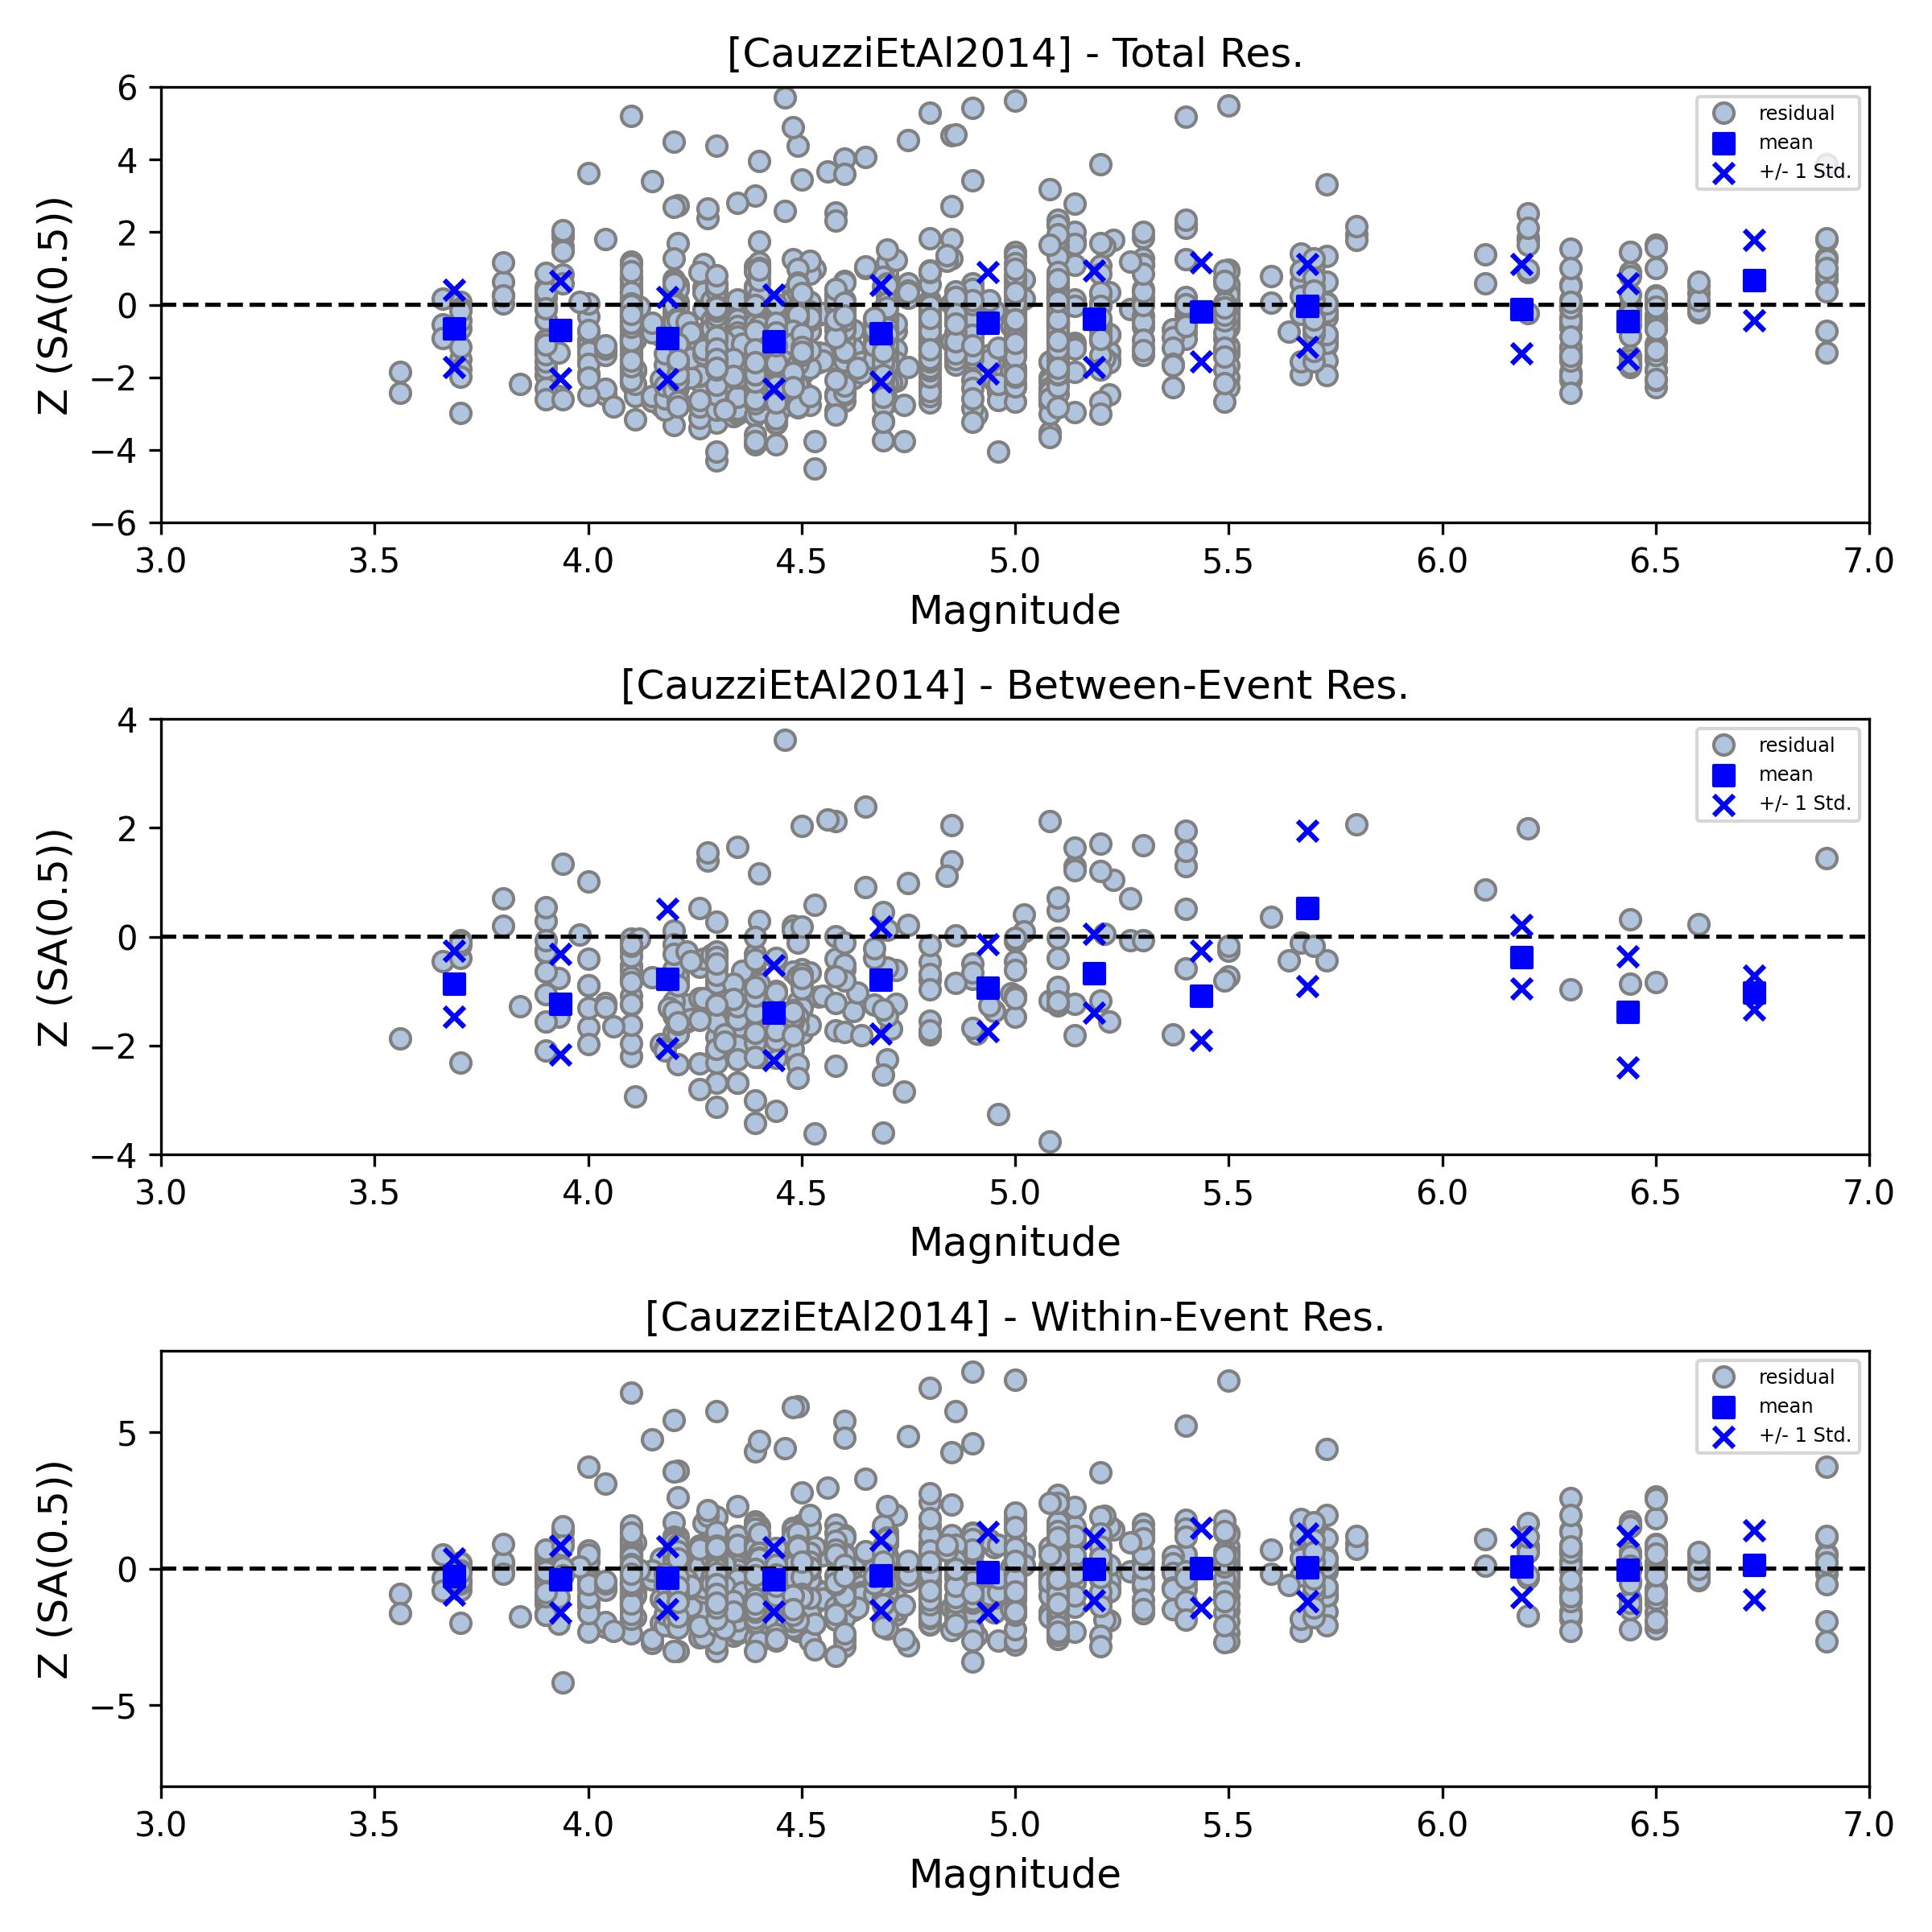 [CauzziEtAl2014] - Total Res.
6
4
2
0
−2
−4
−6
Z (SA(0.5))
residual
mean
+/- 1 Std.
3.0 3.5 4.0 4.5 5.0 5.5 6.0 6.5 7.0
Magnitude
[CauzziEtAl2014] - Between-Event Res.
4
2
0
−2
−4
Z (SA(0.5))
residual
mean
+/- 1 Std.
3.0 3.5 4.0 4.5 5.0 5.5 6.0 6.5 7.0
Magnitude
[CauzziEtAl2014] - Within-Event Res.
5
0
−5
Z (SA(0.5))
residual
mean
+/- 1 Std.
3.0 3.5 4.0 4.5 5.0 5.5 6.0 6.5 7.0
Magnitude